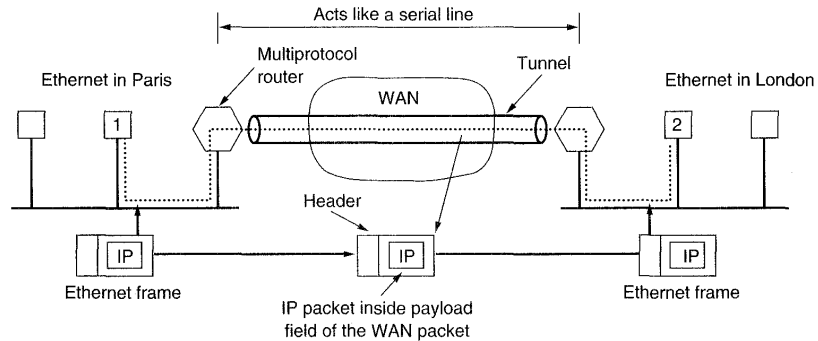 Acts like a serial line
Multiprotocol
router
Tunnel
Ethernet in Paris
Ethernet in London
WAN
1
2
Header
IP
IP
IP
Ethernet frame
Ethernet frame
IP packet inside payload
field of the WAN packet